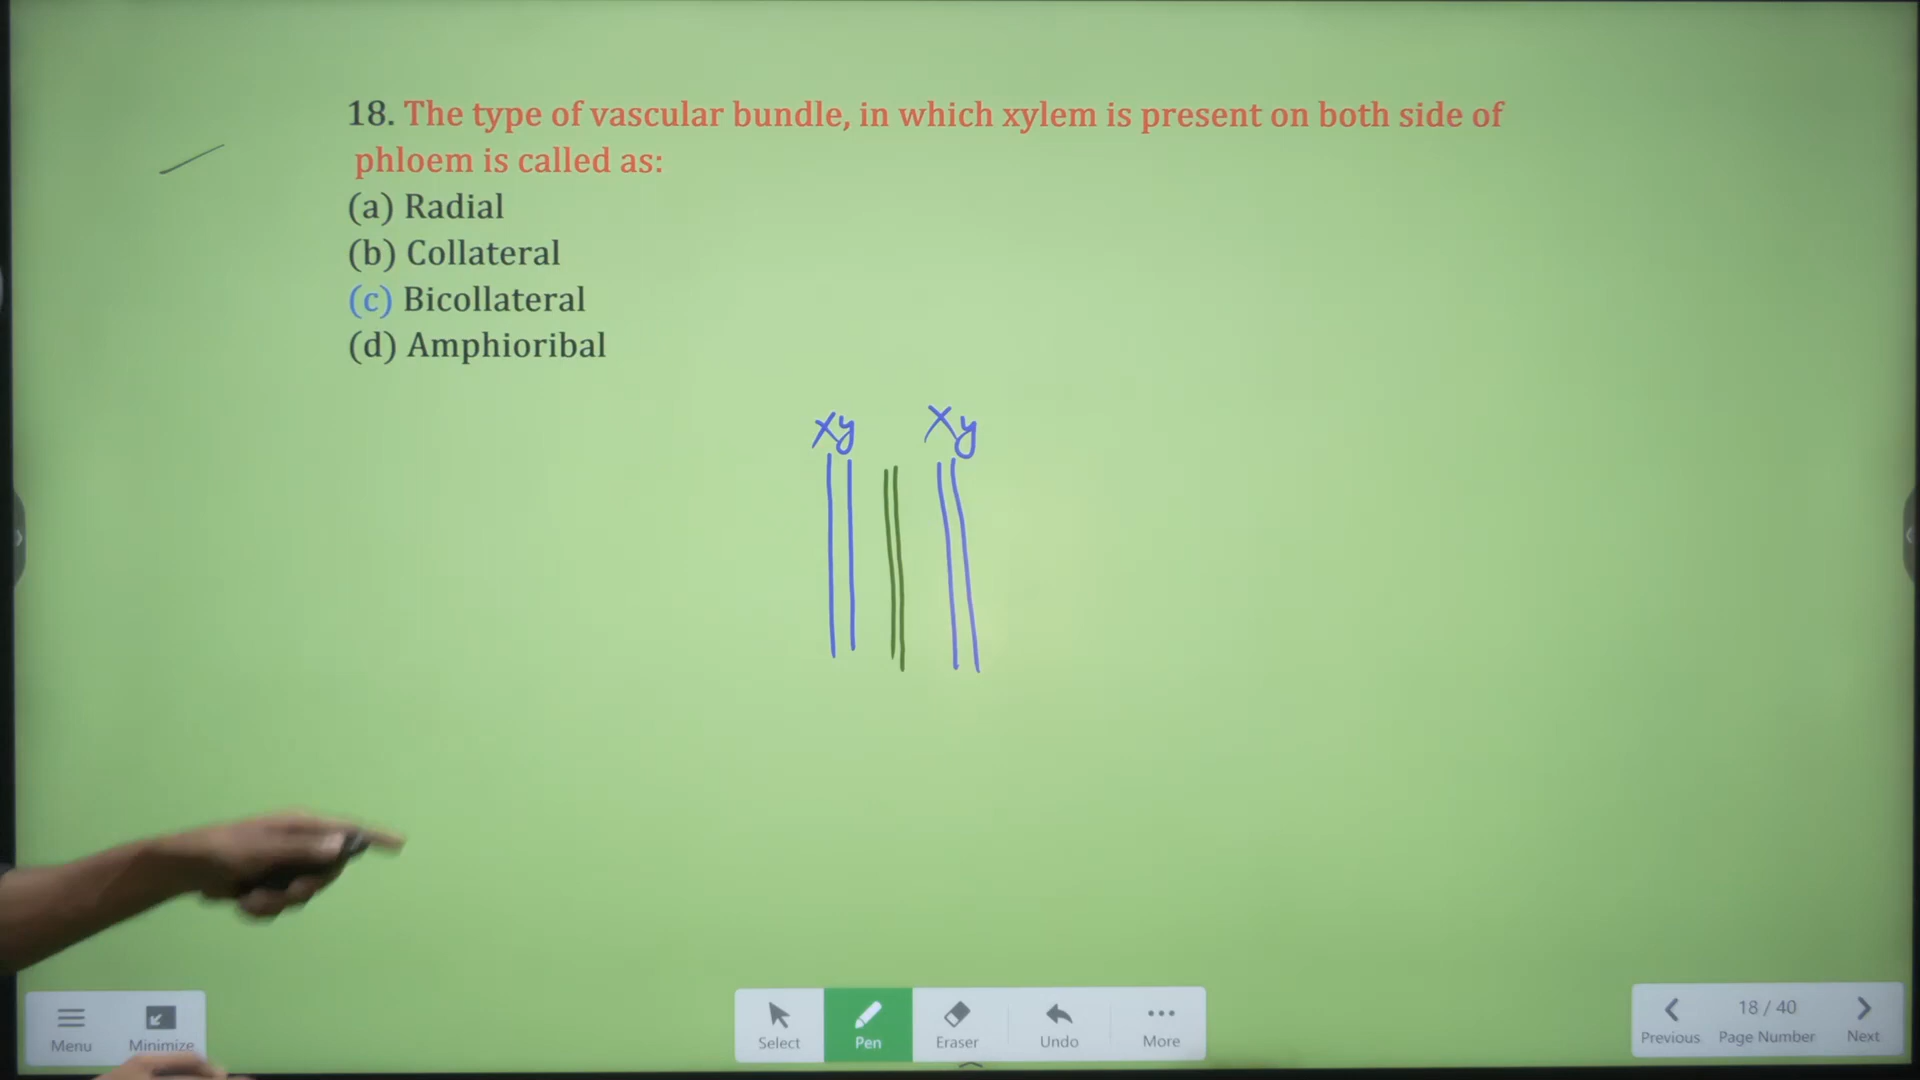 18. The type of vascular bundle, in which xylem is present on both side of
phloem is called as:
(a) Radial
(b) Collateral
(c) Bicollateral
(d) Amphioribal
xy xy
Menu Minimize Select Pen Eraser Undo More Previous 18 / 40 Page Number Next